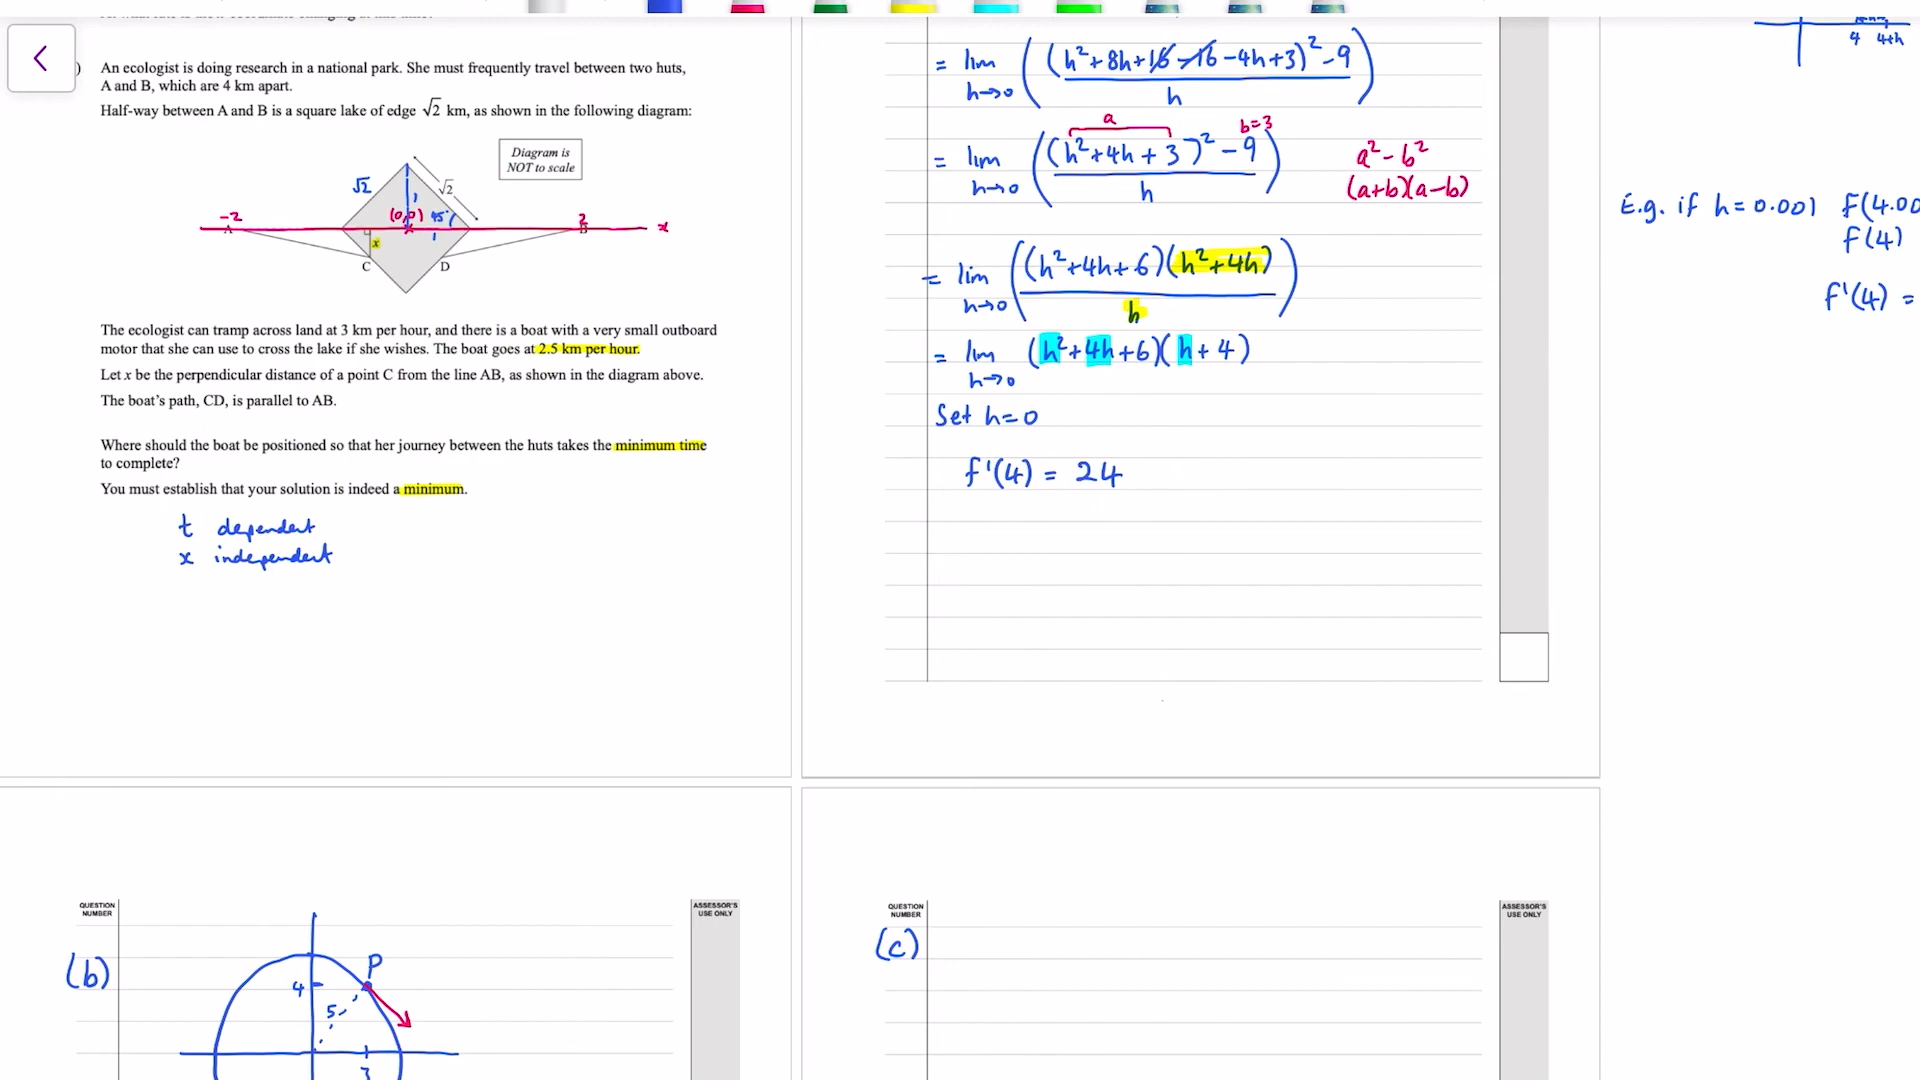 )
An ecologist is doing research in a national park. She must frequently travel between two huts,
A and B, which are 4 km apart.
Half-way between A and B is a square lake of edge √2 km, as shown in the following diagram:
Diagram is
NOT to scale
√2
√2
1
-2
(0,0)
45°
2
x
A
B
1
x
C
D
The ecologist can tramp across land at 3 km per hour, and there is a boat with a very small outboard
motor that she can use to cross the lake if she wishes. The boat goes at 2.5 km per hour.
Let x be the perpendicular distance of a point C from the line AB, as shown in the diagram above.
The boat's path, CD, is parallel to AB.
Where should the boat be positioned so that her journey between the huts takes the minimum time
to complete?
You must establish that your solution is indeed a minimum.
t dependent
x independent
= lim h→0 ((h²+8h+16-16-4h+3)²-9 / h)
a
b=3
= lim h→0 ((h²+4h+3)²-9 / h)
a²-b²
(a+b)(a-b)
= lim h→0 ((h²+4h+6)(h²+4h) / h)
= lim h→0 (h²+4h+6)(h+4)
Set h=0
f'(4) = 24
4 4+h
E.g. if h=0.001 f(4.00
f(4)
f'(4) =
QUESTION
NUMBER
ASSESSOR'S
USE ONLY
(b)
P
4
5
3
QUESTION
NUMBER
ASSESSOR'S
USE ONLY
(c)